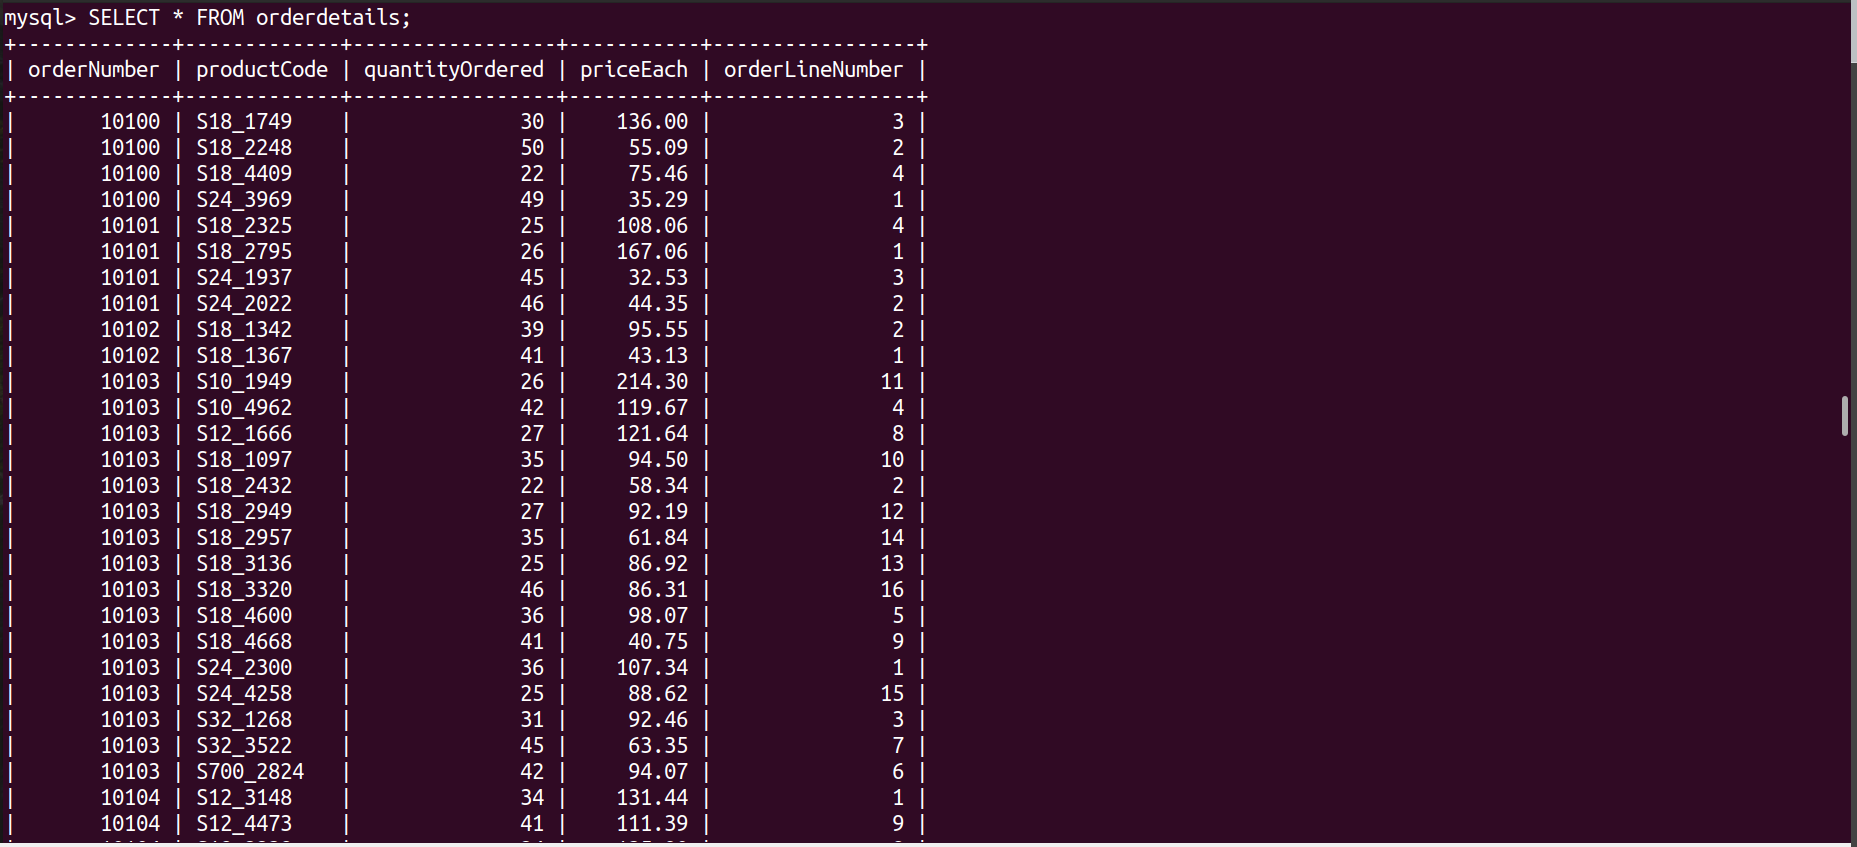 mysql> SELECT * FROM orderdetails;
+-------------+-------------+-----------------+-----------+-----------------+
| orderNumber | productCode | quantityOrdered | priceEach | orderLineNumber |
+-------------+-------------+-----------------+-----------+-----------------+
|       10100 | S18_1749    |              30 |    136.00 |               3 |
|       10100 | S18_2248    |              50 |     55.09 |               2 |
|       10100 | S18_4409    |              22 |     75.46 |               4 |
|       10100 | S24_3969    |              49 |     35.29 |               1 |
|       10101 | S18_2325    |              25 |    108.06 |               4 |
|       10101 | S18_2795    |              26 |    167.06 |               1 |
|       10101 | S24_1937    |              45 |     32.53 |               3 |
|       10101 | S24_2022    |              46 |     44.35 |               2 |
|       10102 | S18_1342    |              39 |     95.55 |               2 |
|       10102 | S18_1367    |              41 |     43.13 |               1 |
|       10103 | S10_1949    |              26 |    214.30 |              11 |
|       10103 | S10_4962    |              42 |    119.67 |               4 |
|       10103 | S12_1666    |              27 |    121.64 |               8 |
|       10103 | S18_1097    |              35 |     94.50 |              10 |
|       10103 | S18_2432    |              22 |     58.34 |               2 |
|       10103 | S18_2949    |              27 |     92.19 |              12 |
|       10103 | S18_2957    |              35 |     61.84 |              14 |
|       10103 | S18_3136    |              25 |     86.92 |              13 |
|       10103 | S18_3320    |              46 |     86.31 |              16 |
|       10103 | S18_4600    |              36 |     98.07 |               5 |
|       10103 | S18_4668    |              41 |     40.75 |               9 |
|       10103 | S24_2300    |              36 |    107.34 |               1 |
|       10103 | S24_4258    |              25 |     88.62 |              15 |
|       10103 | S32_1268    |              31 |     92.46 |               3 |
|       10103 | S32_3522    |              45 |     63.35 |               7 |
|       10103 | S700_2824   |              42 |     94.07 |               6 |
|       10104 | S12_3148    |              34 |    131.44 |               1 |
|       10104 | S12_4473    |              41 |    111.39 |               9 |